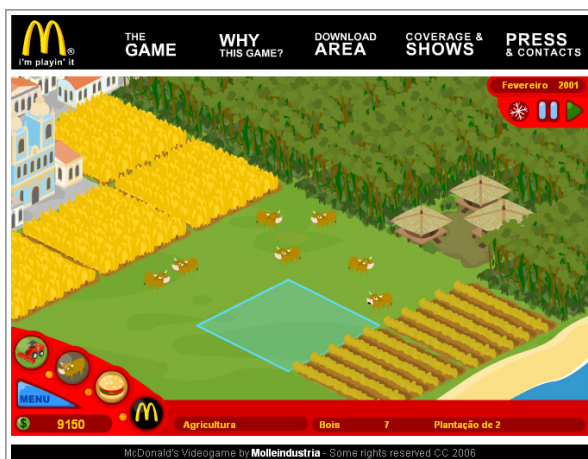 THE GAME
WHY THIS GAME?
DOWNLOAD AREA
COVERAGE & SHOWS
PRESS & CONTACTS
i'm playin' it
Fevereiro 2001
MENU
$ 9150
Agricultura Bois 7 Plantação de 2
McDonald's Videogame by Molleindustria - Some rights reserved CC 2006